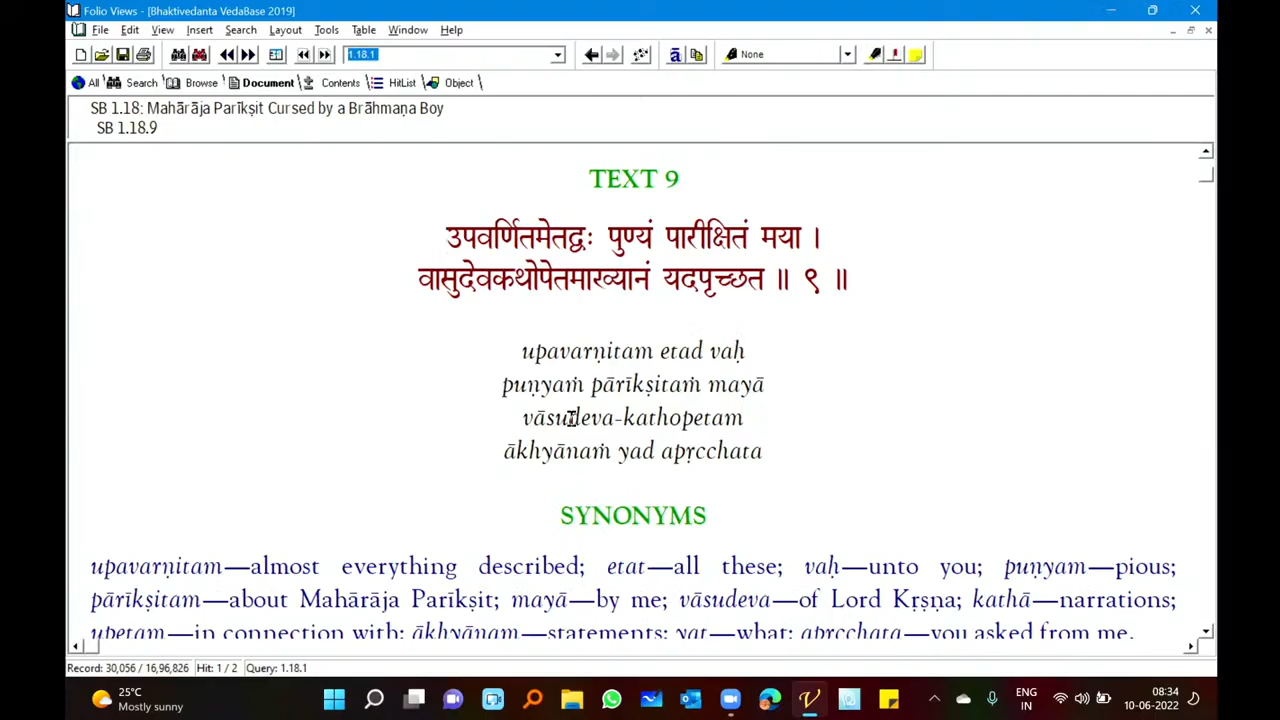 Folio Views - [Bhaktivedanta VedaBase 2019]
File Edit View Insert Search Layout Tools Table Window Help
1.18.1
None
All Search Browse Document Contents HitList Object
SB 1.18: Mahārāja Parīkṣit Cursed by a Brāhmaṇa Boy
SB 1.18.9
TEXT 9
उपवर्णितमेतद्वः पुण्यं पारीक्षितं मया ।
वासुदेवकथोपेतमाख्यानं यदपृच्छत ॥ ९ ॥
upavarṇitam etad vaḥ
puṇyaṁ pārīkṣitaṁ mayā
vāsudeva-kathopetam
ākhyānaṁ yad apṛcchata
SYNONYMS
upavarṇitam—almost everything described; etat—all these; vaḥ—unto you; puṇyam—pious;
pārīkṣitam—about Mahārāja Parīkṣit; mayā—by me; vāsudeva—of Lord Kṛṣṇa; kathā—narrations;
upetam—in connection with; ākhyānam—statements; yat—what; apṛcchata—you asked from me.
Record: 30,056 / 16,96,826 Hit: 1 / 2 Query: 1.18.1
25°C
Mostly sunny
ENG
IN
08:34
10-06-2022